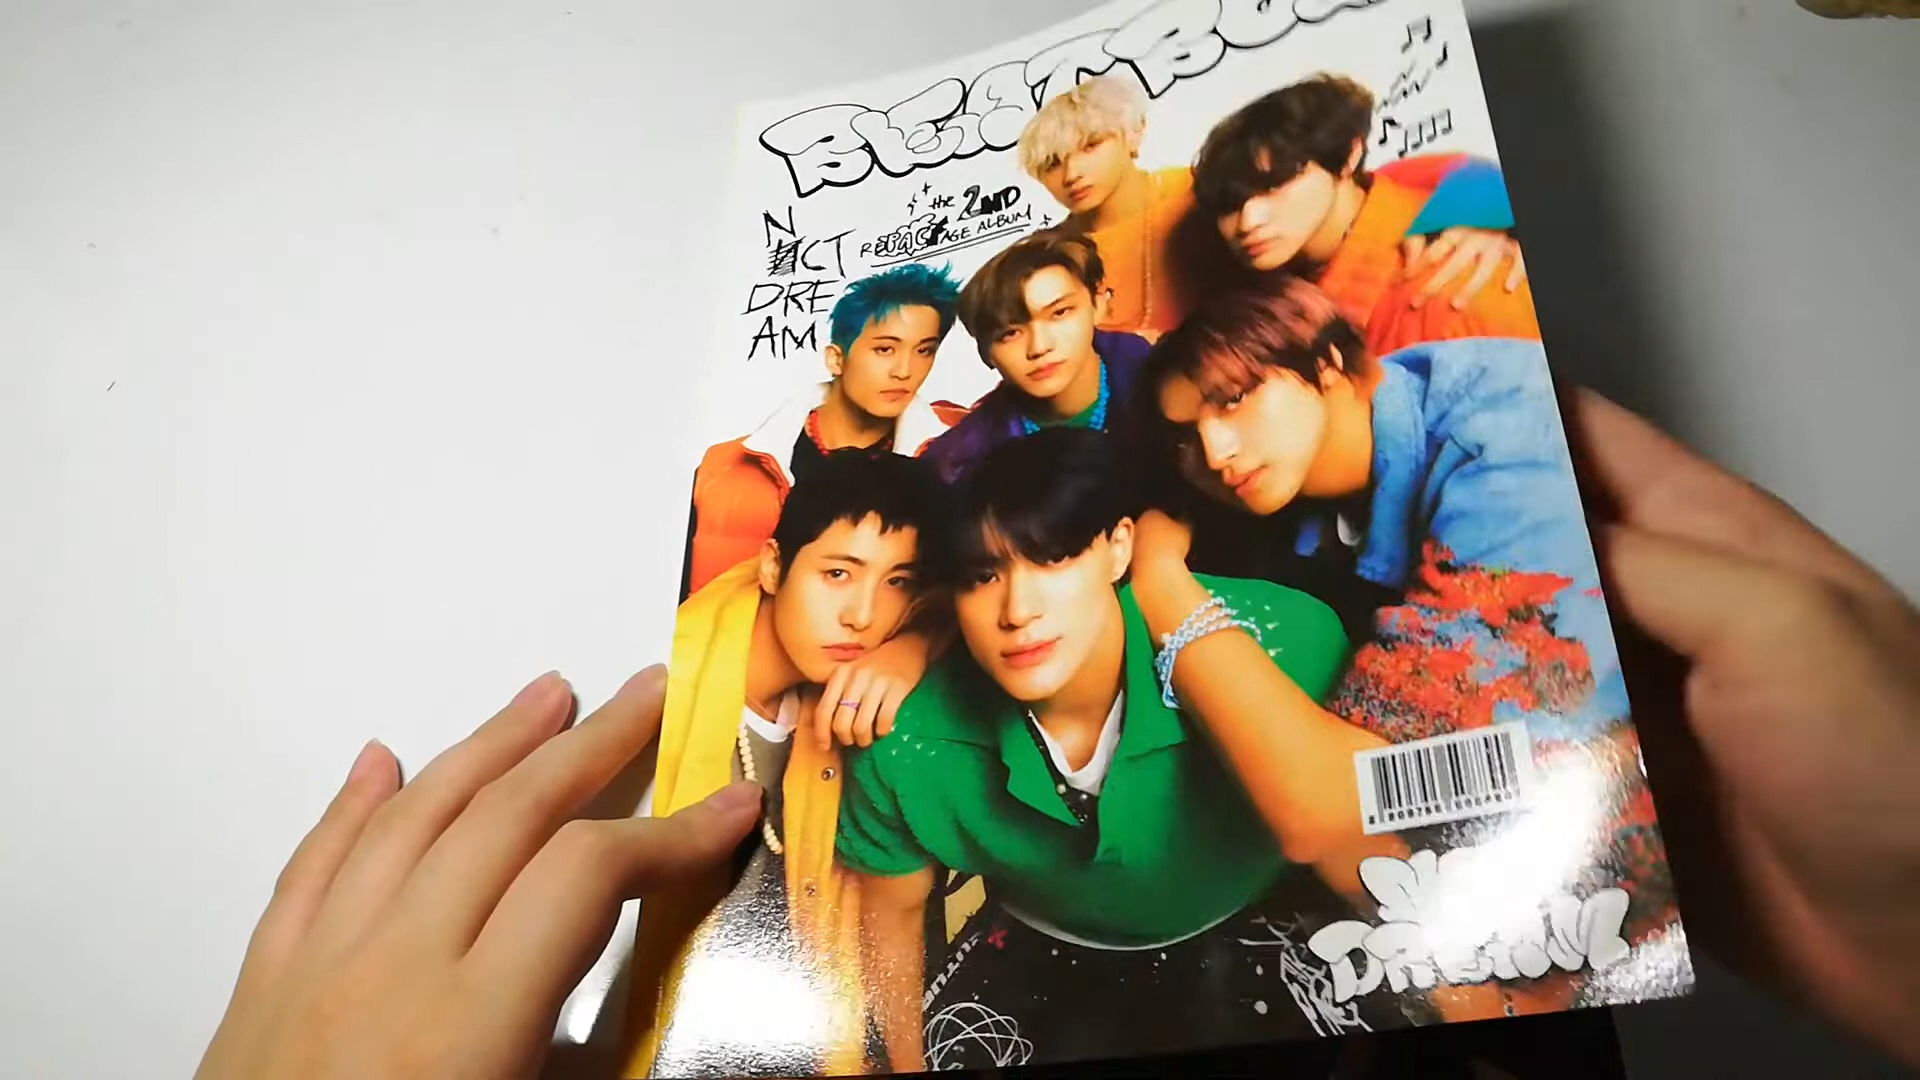 BEATBOX
the 2ND
REPACKAGE ALBUM
N
CT
DRE
AM
DREAM